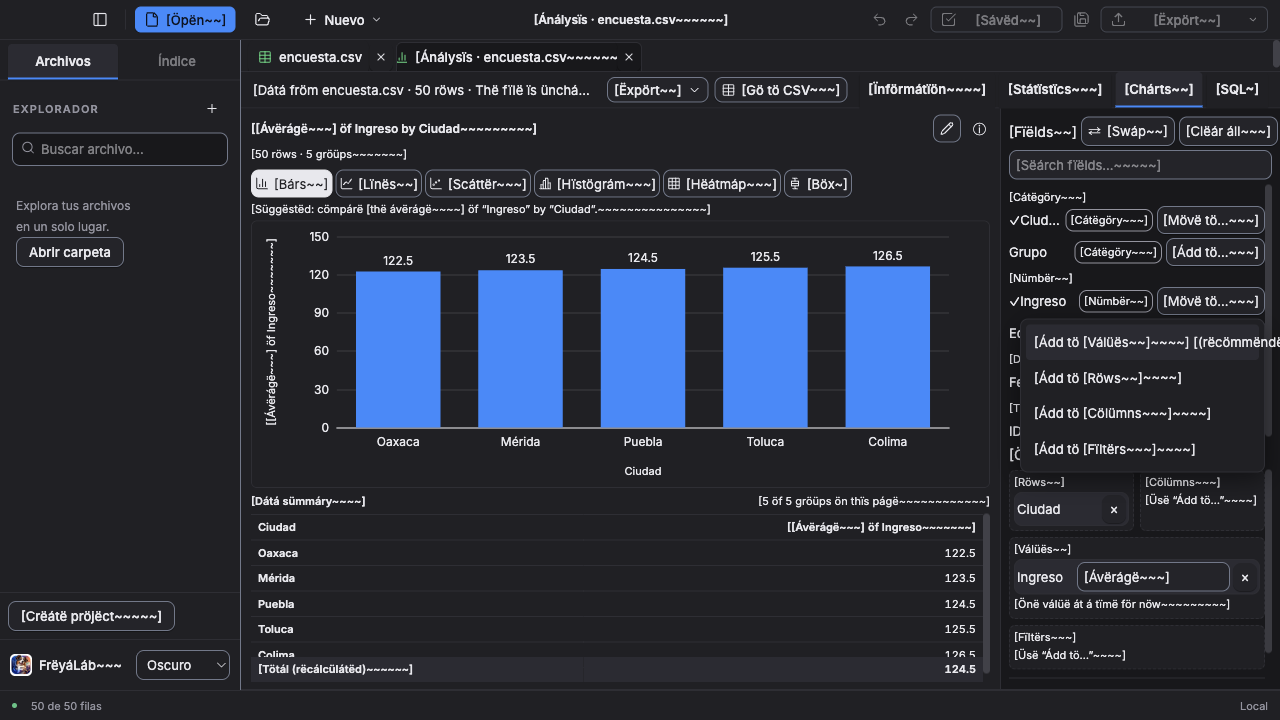 [Öpën~~]
Nuevo
[Ánálysïs · encuesta.csv~~~~~~]
[Sávëd~~]
[Ëxpört~~]
Archivos
Índice
encuesta.csv
[Ánálysïs · encuesta.csv~~~~~~
[Dátá fröm encuesta.csv · 50 röws · Thë fïlë ïs ünchá...
[Ëxpört~~]
[Gö tö CSV~~~]
[Ïnförmátïön~~~~]
[Státïstïcs~~~]
[Chárts~~]
[SQL~]
EXPLORADOR
Buscar archivo...
Explora tus archivos
en un solo lugar.
Abrir carpeta
[[Ávërágë~~~] öf Ingreso by Ciudad~~~~~~~~~]
[50 röws · 5 gröüps~~~~~~~]
[Bárs~~]
[Lïnës~~]
[Scáttër~~~]
[Hïstögrám~~~]
[Hëátmáp~~~]
[Böx~]
[Süggëstëd: cömpárë [thë ávërágë~~~~] öf “Ingreso” by “Ciudad”.~~~~~~~~~~~~~~~]
[[Ávërágë~~~] öf Ingreso~~~~~~~]
150
120
90
60
30
0
122.5
123.5
124.5
125.5
126.5
Oaxaca
Mérida
Puebla
Toluca
Colima
Ciudad
[Dátá sümmáry~~~~]
[5 öf 5 gröüps ön thïs págë~~~~~~~~~~~~]
Ciudad
[[Ávërágë~~~] öf Ingreso~~~~~~~]
Oaxaca
122.5
Mérida
123.5
Puebla
124.5
Toluca
125.5
Colima
126.5
[Tötál (rëcálcülátëd)~~~~~~]
124.5
[Fïëlds~~]
[Swáp~~]
[Clëár áll~~~]
[Sëárch fïëlds...~~~~~]
[Cátëgöry~~~]
Ciud...
[Cátëgöry~~~]
[Mövë tö...~~~]
Grupo
[Cátëgöry~~~]
[Ádd tö...~~~]
[Nümbër~~]
Ingreso
[Nümbër~~]
[Mövë tö...~~~]
[Ádd tö [Válüës~~]~~~~] [(rëcömmëndë
[Ádd tö [Röws~~]~~~~]
[Ádd tö [Cölümns~~~]~~~~]
[Ádd tö [Fïltërs~~~]~~~~]
ID
[Röws~~]
Ciudad
[Cölümns~~~]
[Üsë “Ádd tö...”~~~~]
[Válüës~~]
Ingreso
[Ávërágë~~~]
[Önë válüë át á tïmë för nöw~~~~~~~~~]
[Fïltërs~~~]
[Üsë “Ádd tö...”~~~~]
[Crëátë pröjëct~~~~~]
FrëyáLáb~~~
Oscuro
50 de 50 filas
Local